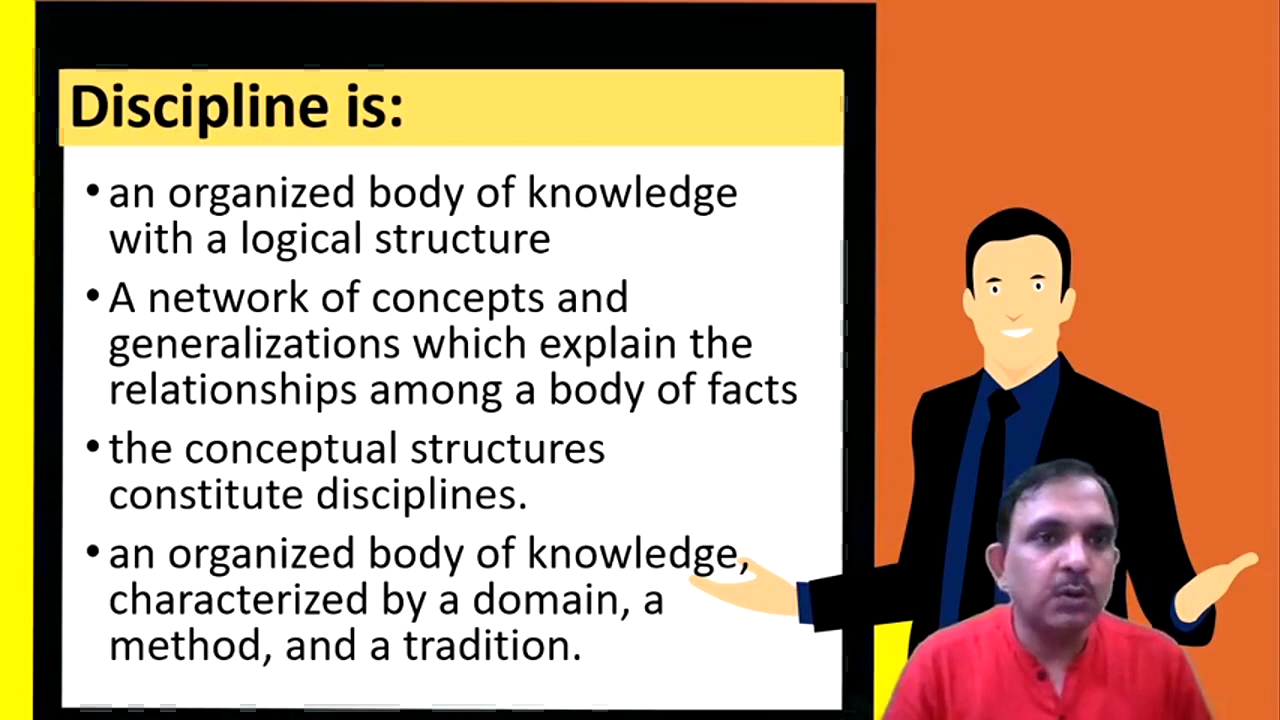 Discipline is:
• an organized body of knowledge
with a logical structure
• A network of concepts and
generalizations which explain the
relationships among a body of facts
• the conceptual structures
constitute disciplines.
• an organized body of knowledge,
characterized by a domain, a
method, and a tradition.